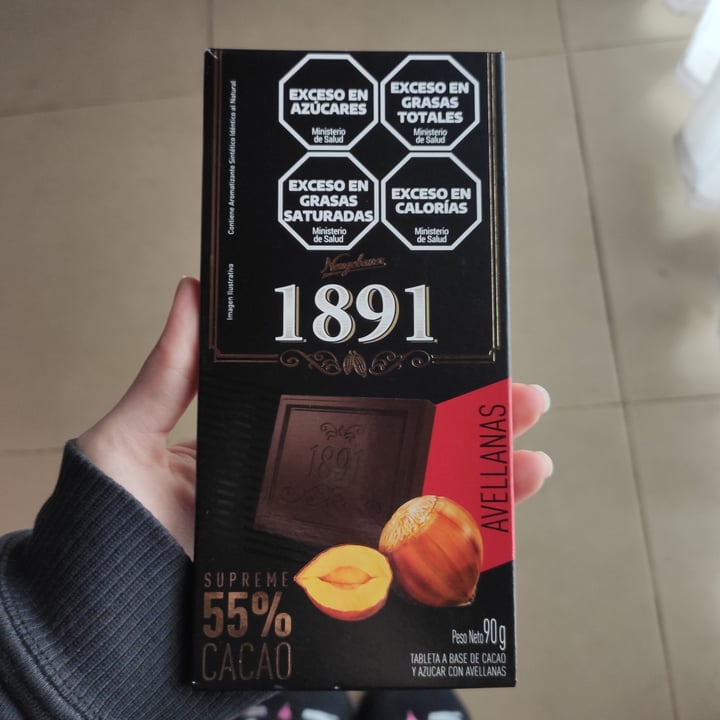 EXCESO EN
AZÚCARES
Ministerio
de Salud
EXCESO EN
GRASAS
TOTALES
Ministerio
de Salud
EXCESO EN
GRASAS
SATURADAS
Ministerio
de Salud
EXCESO EN
CALORÍAS
Ministerio
de Salud
Contiene Aromatizante Sintético Idéntico al Natural
Imagen Ilustrativa
Neugebauer
1891
1891
AVELLANAS
SUPREME
55%
CACAO
Peso Neto 90g
TABLETA A BASE DE CACAO
Y AZUCAR CON AVELLANAS